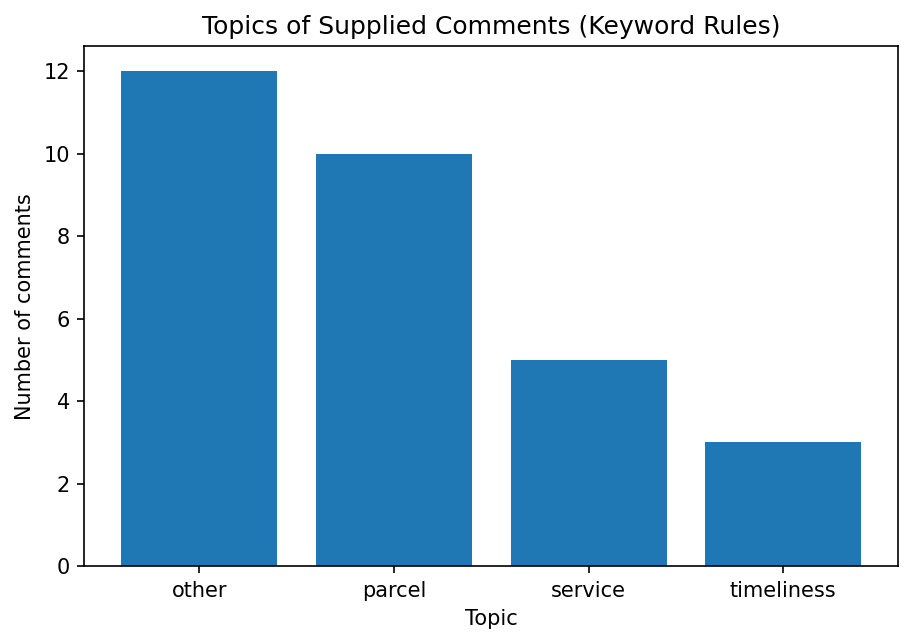 Topics of Supplied Comments (Keyword Rules)
Number of comments
12
10
8
6
4
2
0
other parcel service timeliness
Topic